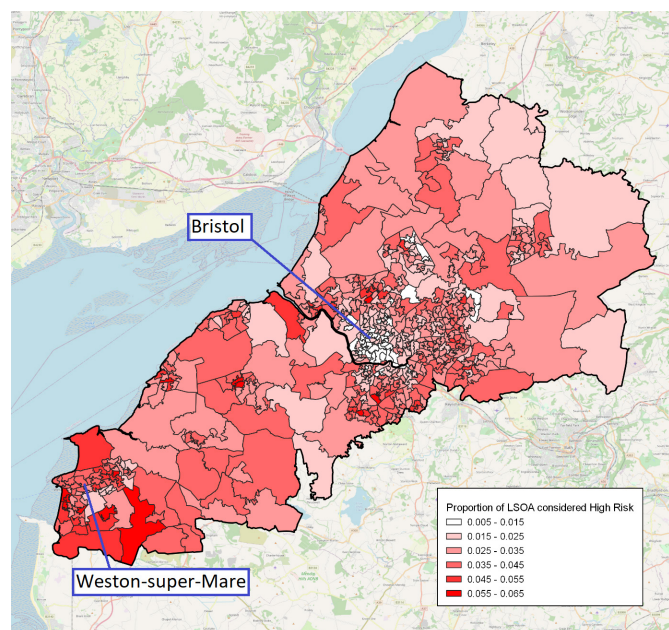 Bristol
Weston-super-Mare
Proportion of LSOA considered High Risk
0.005 - 0.015
0.015 - 0.025
0.025 - 0.035
0.035 - 0.045
0.045 - 0.055
0.055 - 0.065